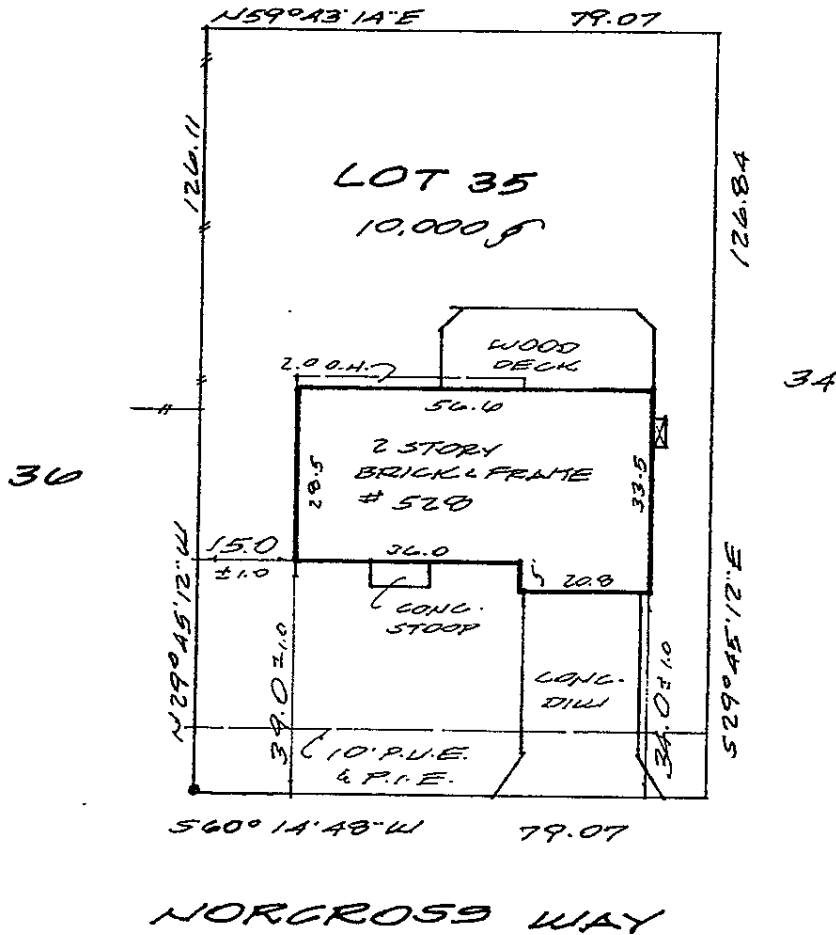 N59°43'14"E 79.07
126.11
LOT 35
10,000
126.84
WOOD
DECK
2.0 O.H.
34
56.6
2 STORY
BRICK & FRAME
# 528
28.5
33.5
36
15.0
±1.0
36.0
5
20.8
CONC.
STOOP
N29°45'12"W
S29°45'12"E
39.0 ±1.0
CONC.
D/W
34.0 ±1.0
10' P.U.E.
& P.I.E.
S60°14'48"W 79.07
NORCROSS WAY